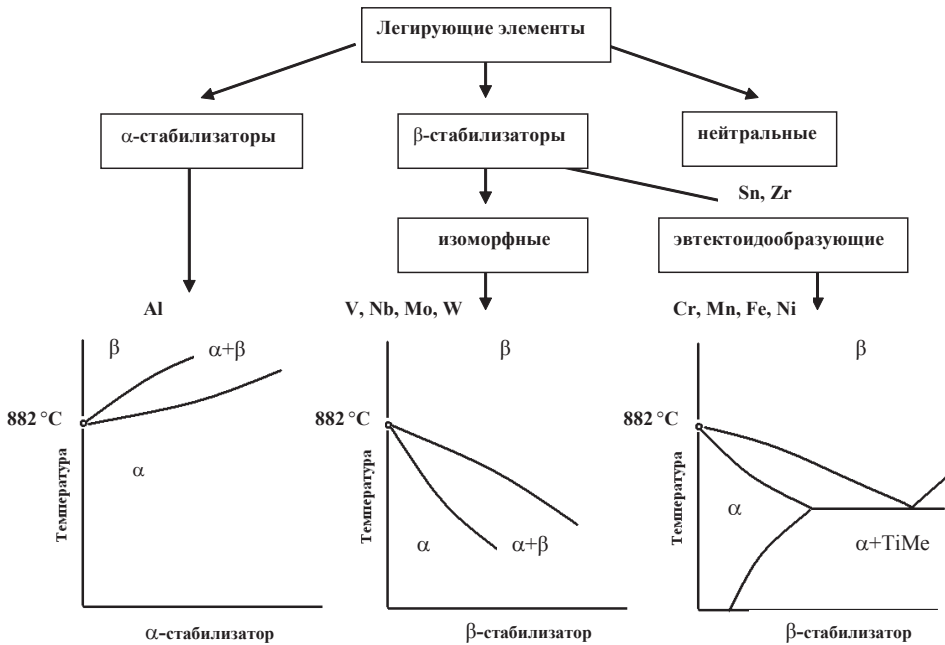 Легирующие элементы
α-стабилизаторы
β-стабилизаторы
нейтральные
Sn, Zr
изоморфные
эвтектоидообразующие
Al
V, Nb, Mo, W
Cr, Mn, Fe, Ni
β
α+β
882 °C
α
Температура
α-стабилизатор
β
882 °C
α
α+β
Температура
β-стабилизатор
β
882 °C
α
α+TiMe
Температура
β-стабилизатор